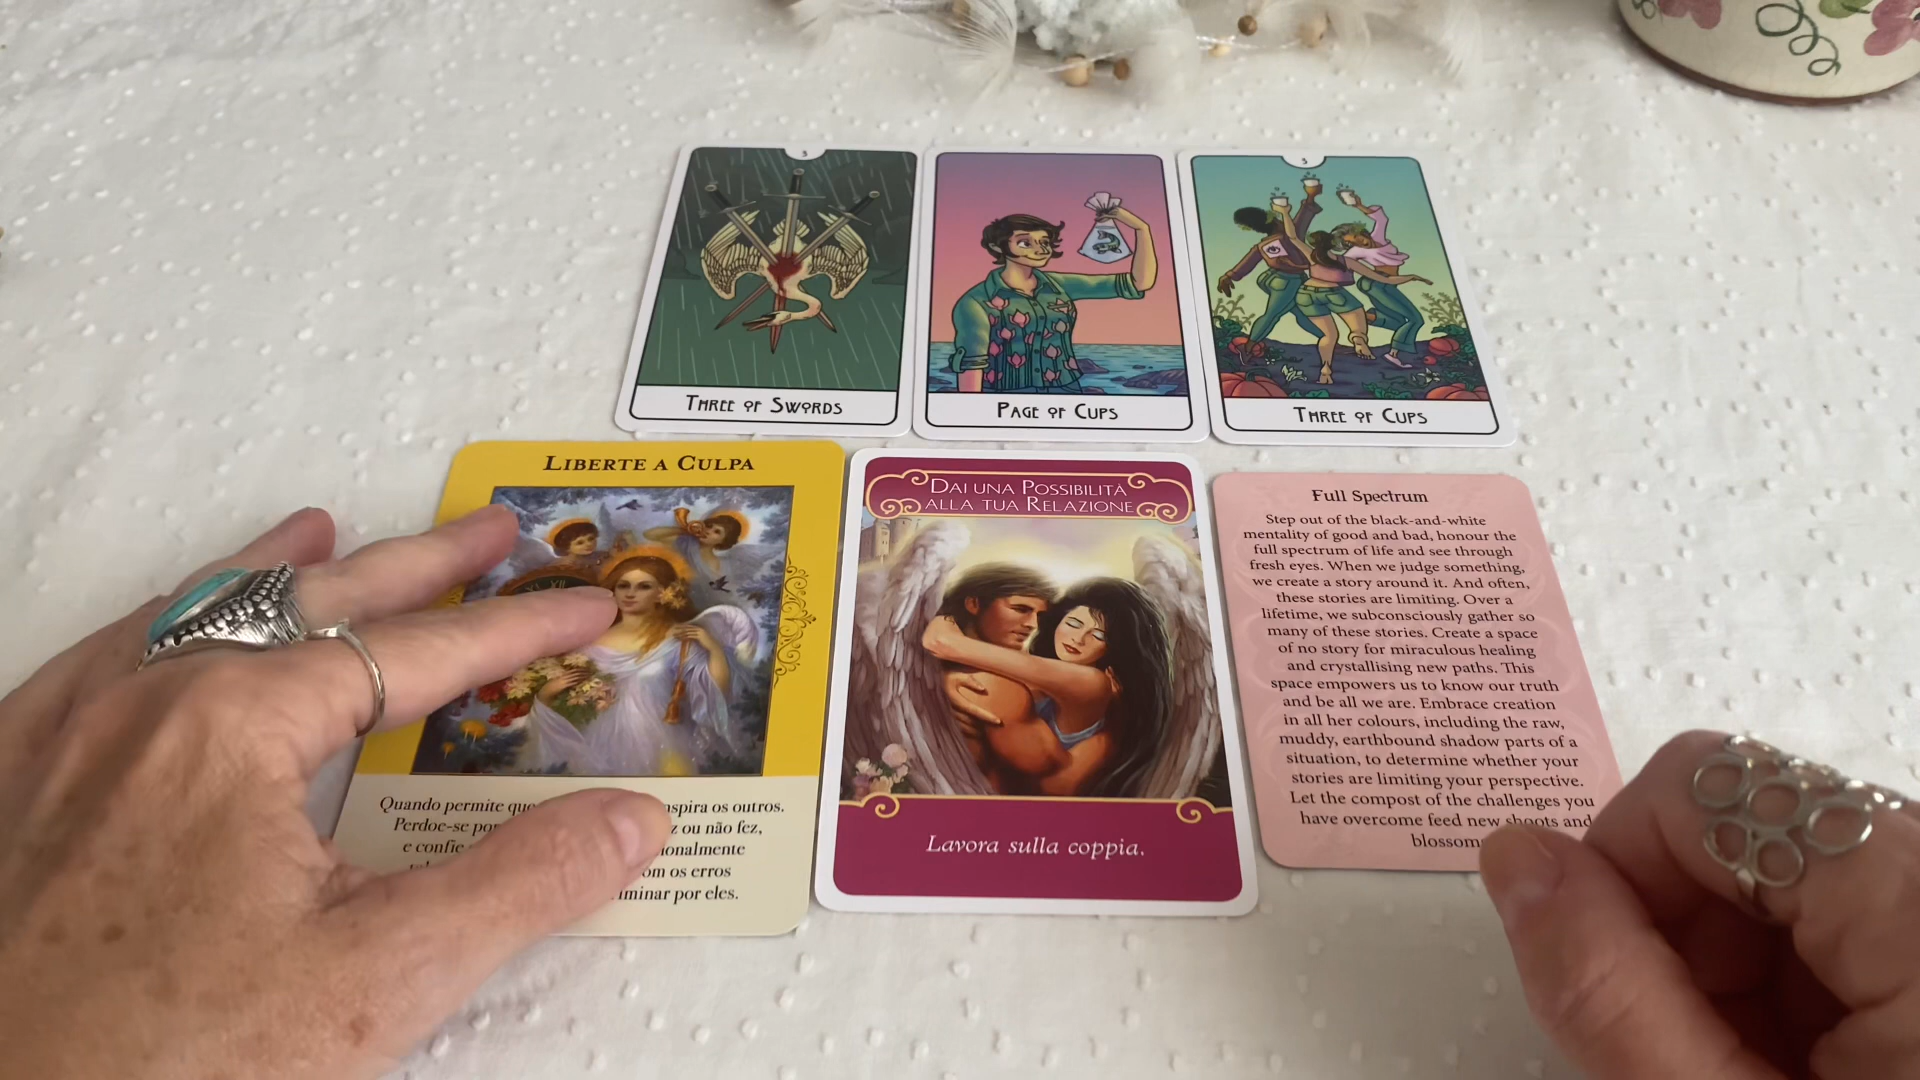 3
THREE OF SWORDS
PAGE OF CUPS
3
THREE OF CUPS
LIBERTE A CULPA
XI XII
Quando permite que
spira os outros.
Perdoe-se por
ou não fez,
e confie
om os erros
por eles.
DAI UNA POSSIBILITÀ
ALLA TUA RELAZIONE
Lavora sulla coppia.
Full Spectrum
Step out of the black-and-white
mentality of good and bad, honour the
full spectrum of life and see through
fresh eyes. When we judge something,
we create a story around it. And often,
these stories are limiting. Over a
lifetime, we subconsciously gather so
many of these stories. Create a space
of no story for miraculous healing
and crystallising new paths. This
space empowers us to know our truth
and be all we are. Embrace creation
in all her colours, including the raw,
muddy, earthbound shadow parts of a
situation, to determine whether your
stories are limiting your perspective.
Let the compost of the challenges you
have overcome feed new shoots and
blossom